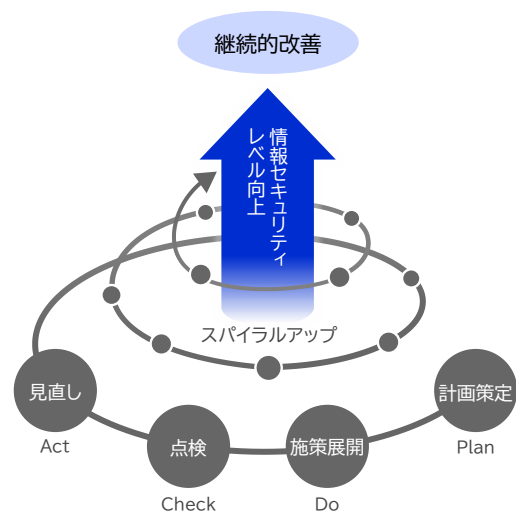 継続的改善
情報セキュリティ
レベル向上
スパイラルアップ
見直し
Act
点検
Check
施策展開
Do
計画策定
Plan